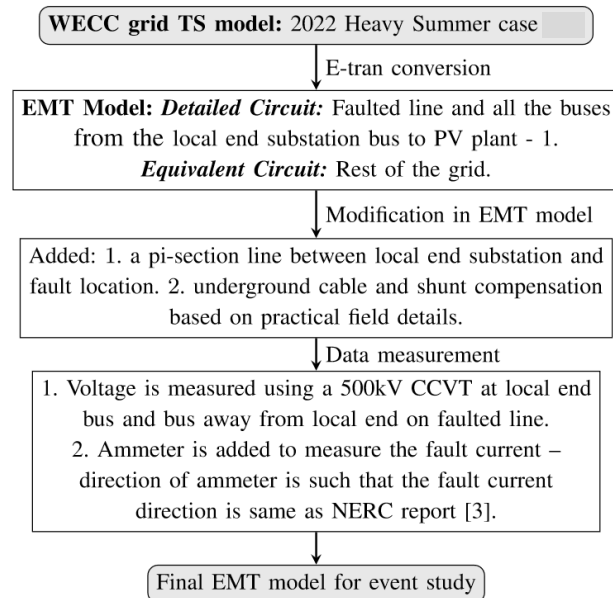 WECC grid TS model: 2022 Heavy Summer case
E-tran conversion
EMT Model: Detailed Circuit: Faulted line and all the buses
from the local end substation bus to PV plant - 1.
Equivalent Circuit: Rest of the grid.
Modification in EMT model
Added: 1. a pi-section line between local end substation and
fault location. 2. underground cable and shunt compensation
based on practical field details.
Data measurement
1. Voltage is measured using a 500kV CCVT at local end
bus and bus away from local end on faulted line.
2. Ammeter is added to measure the fault current –
direction of ammeter is such that the fault current
direction is same as NERC report [3].
Final EMT model for event study